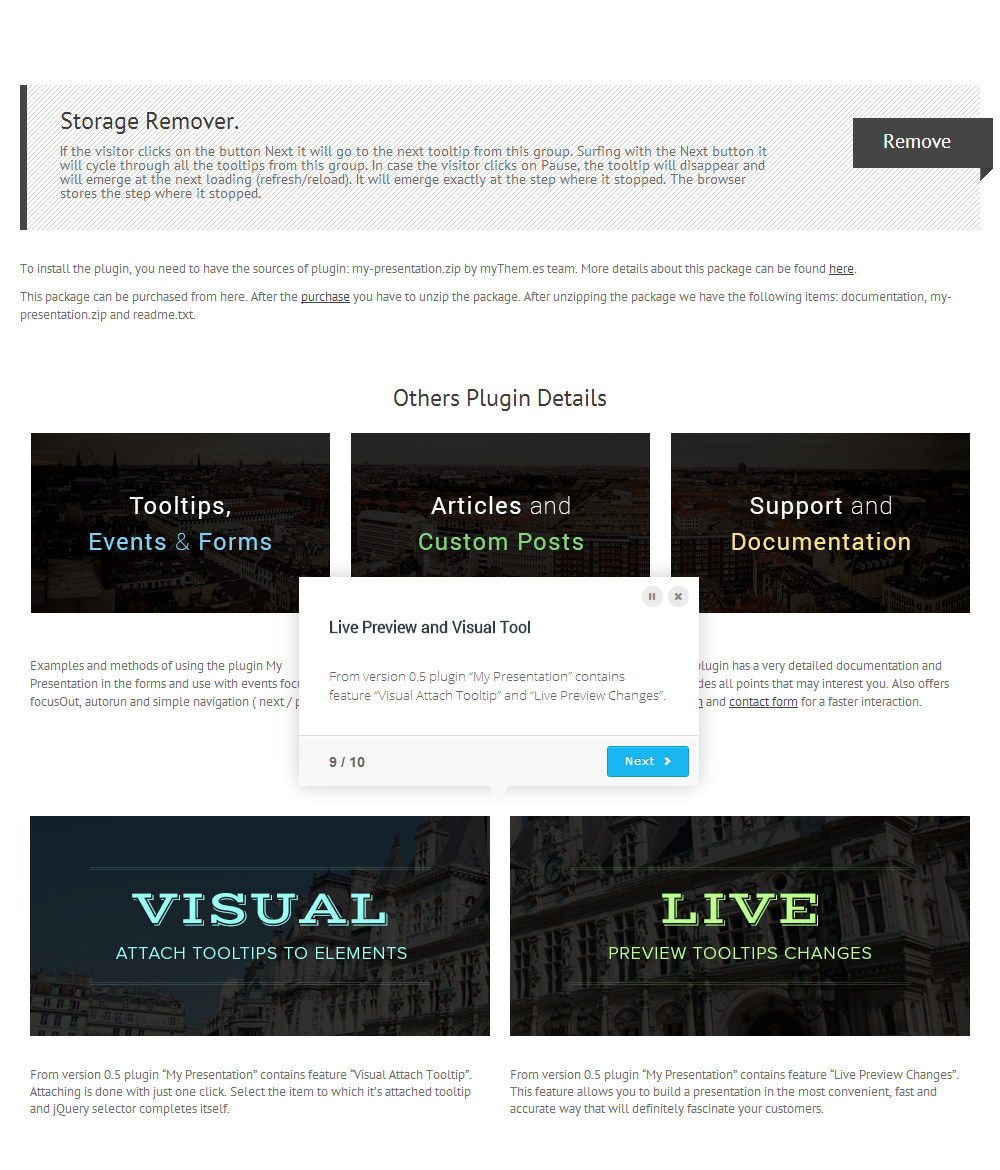 Storage Remover.
If the visitor clicks on the button Next it will go to the next tooltip from this group. Surfing with the Next button it
will cycle through all the tooltips from this group. In case the visitor clicks on Pause, the tooltip will disappear and
will emerge at the next loading (refresh/reload). It will emerge exactly at the step where it stopped. The browser
stores the step where it stopped.
Remove
To install the plugin, you need to have the sources of plugin: my-presentation.zip by myThem.es team. More details about this package can be found here.
This package can be purchased from here. After the purchase you have to unzip the package. After unzipping the package we have the following items: documentation, my-
presentation.zip and readme.txt.
Others Plugin Details
Tooltips,
Events & Forms
Articles and
Custom Posts
Support and
Documentation
Examples and methods of using the plugin My
Presentation in the forms and use with events
focusOut, autorun and simple navigation ( next /
Live Preview and Visual Tool
From version 0.5 plugin “My Presentation” contains
feature “Visual Attach Tooltip” and “Live Preview Changes”.
9 / 10
Next
plugin has a very detailed documentation and
all points that may interest you. Also offers
and contact form for a faster interaction.
VISUAL
ATTACH TOOLTIPS TO ELEMENTS
LIVE
PREVIEW TOOLTIPS CHANGES
From version 0.5 plugin “My Presentation” contains feature “Visual Attach Tooltip”.
Attaching is done with just one click. Select the item to which it's attached tooltip
and jQuery selector completes itself.
From version 0.5 plugin “My Presentation” contains feature “Live Preview Changes”.
This feature allows you to build a presentation in the most convenient, fast and
accurate way that will definitely fascinate your customers.